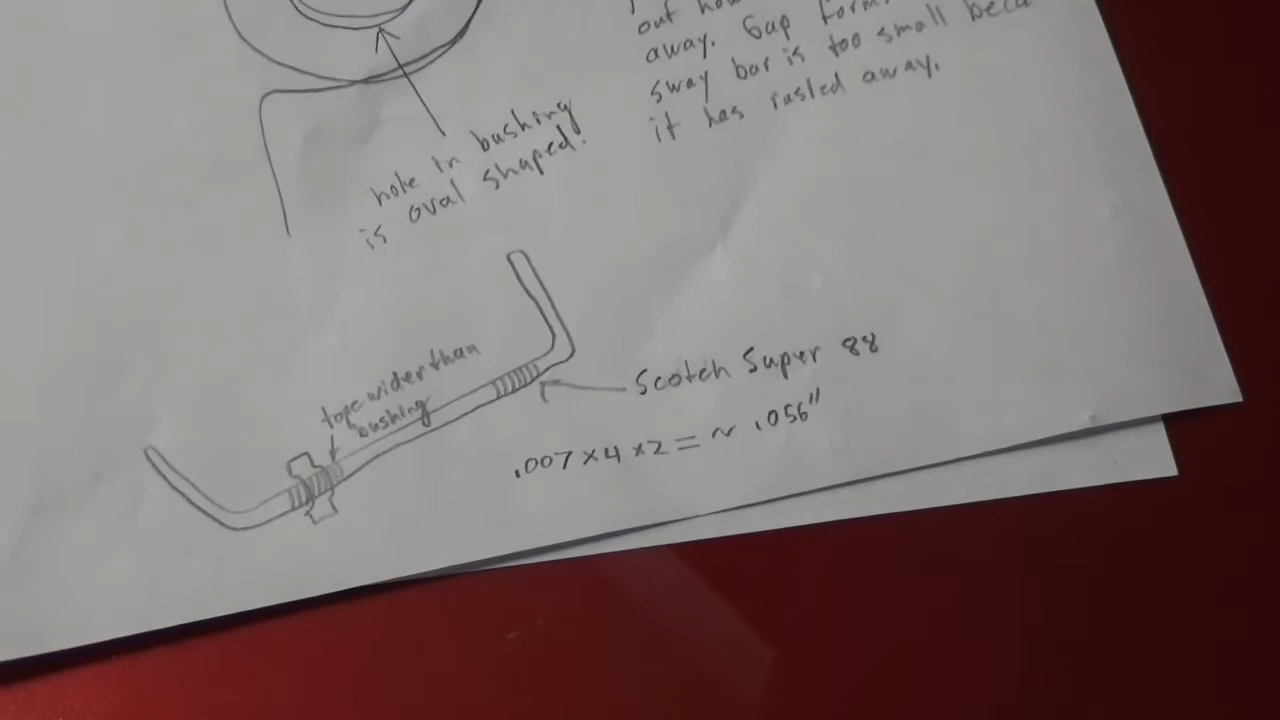 out how
away. Gap form
sway bar is too small beca
it has rusted away.
hole in bushing
is oval shaped.
tape wider than
bushing
Scotch Super 88
.007 x 4 x 2 = ~ .056"